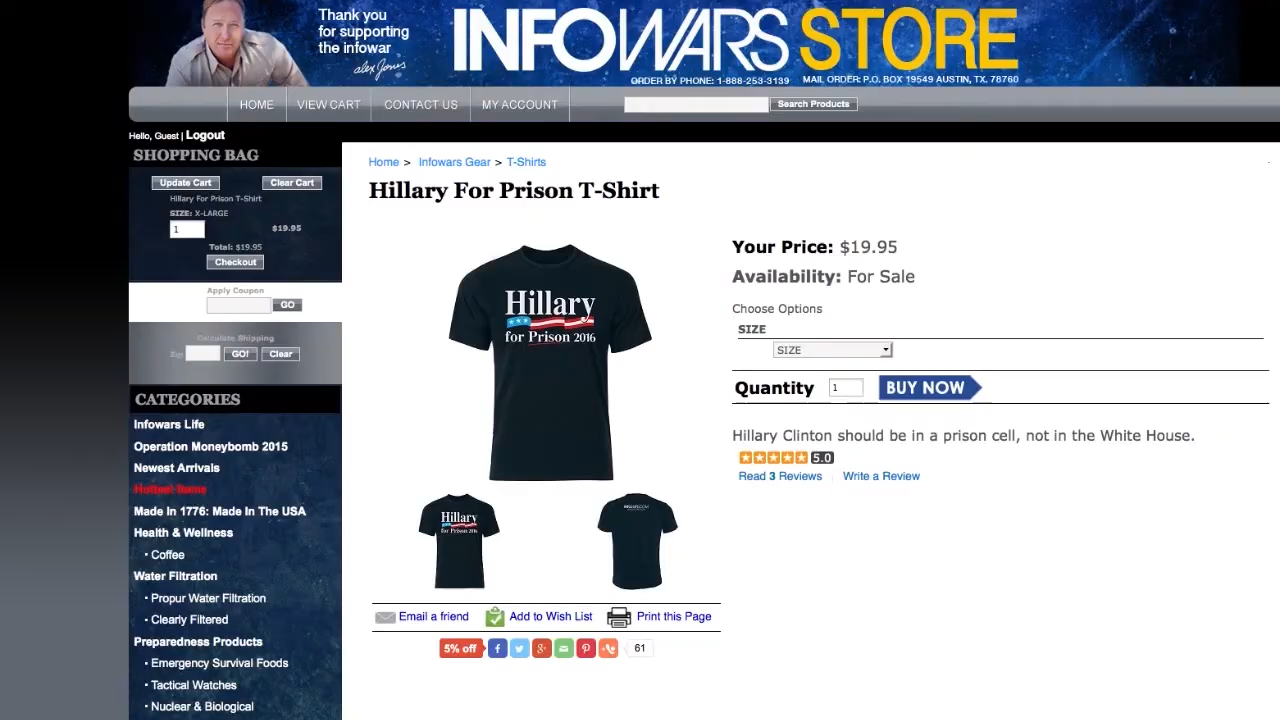 Thank you
for supporting
the infowar
alex Jones
INFOWARS STORE
ORDER BY PHONE: 1-888-253-3139 MAIL ORDER: P.O. BOX 19549 AUSTIN, TX. 78760
HOME VIEW CART CONTACT US MY ACCOUNT Search Products
Hello, Guest | Logout
SHOPPING BAG
Update Cart Clear Cart
Hillary For Prison T-Shirt
SIZE: X-LARGE
1 $19.95
Total: $19.95
Checkout
Apply Coupon
GO
Calculate Shipping
Zip: GO! Clear
CATEGORIES
Infowars Life
Operation Moneybomb 2015
Newest Arrivals
Hottest Items
Made In 1776: Made In The USA
Health & Wellness
• Coffee
Water Filtration
• Propur Water Filtration
• Clearly Filtered
Preparedness Products
• Emergency Survival Foods
• Tactical Watches
• Nuclear & Biological
Home > Infowars Gear > T-Shirts
Hillary For Prison T-Shirt
Hillary
for Prison 2016
Hillary
for Prison 2016
Email a friend Add to Wish List Print this Page
5% off 61
Your Price: $19.95
Availability: For Sale
Choose Options
SIZE
SIZE
Quantity 1 BUY NOW
Hillary Clinton should be in a prison cell, not in the White House.
5.0
Read 3 Reviews Write a Review